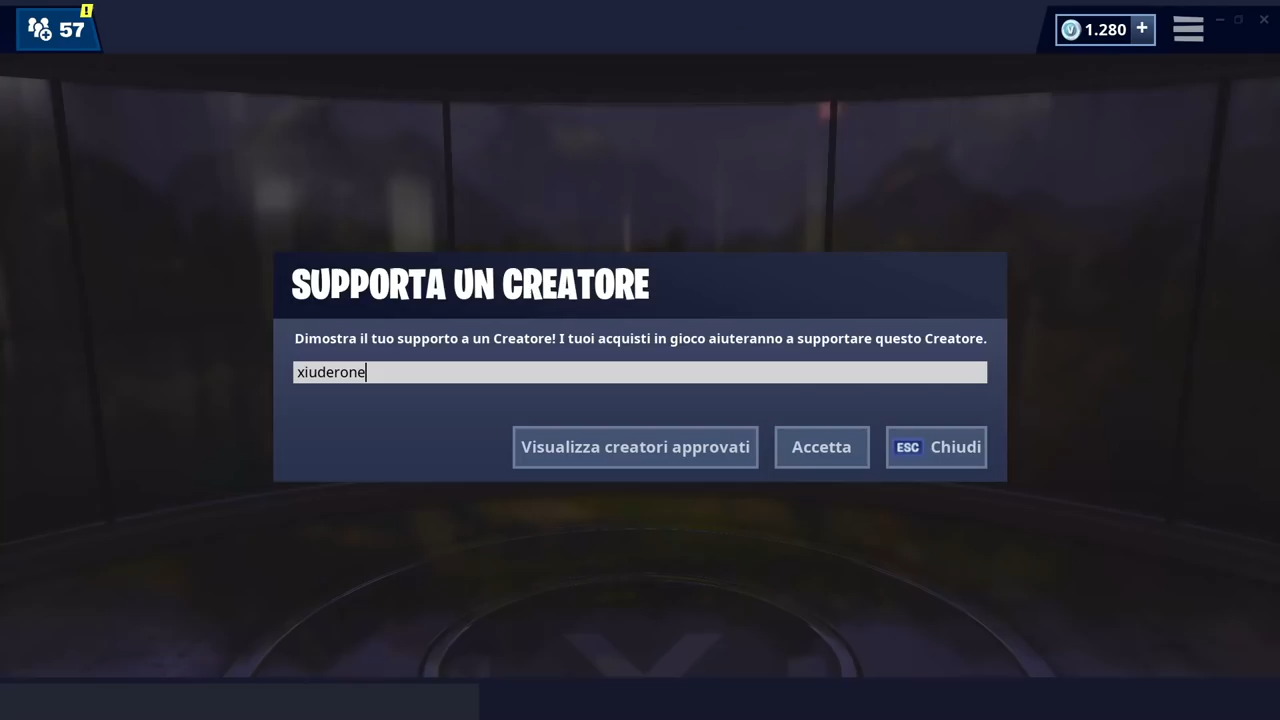 !
57
1.280 +
SUPPORTA UN CREATORE
Dimostra il tuo supporto a un Creatore! I tuoi acquisti in gioco aiuteranno a supportare questo Creatore.
xiuderone
Visualizza creatori approvati
Accetta
ESC Chiudi